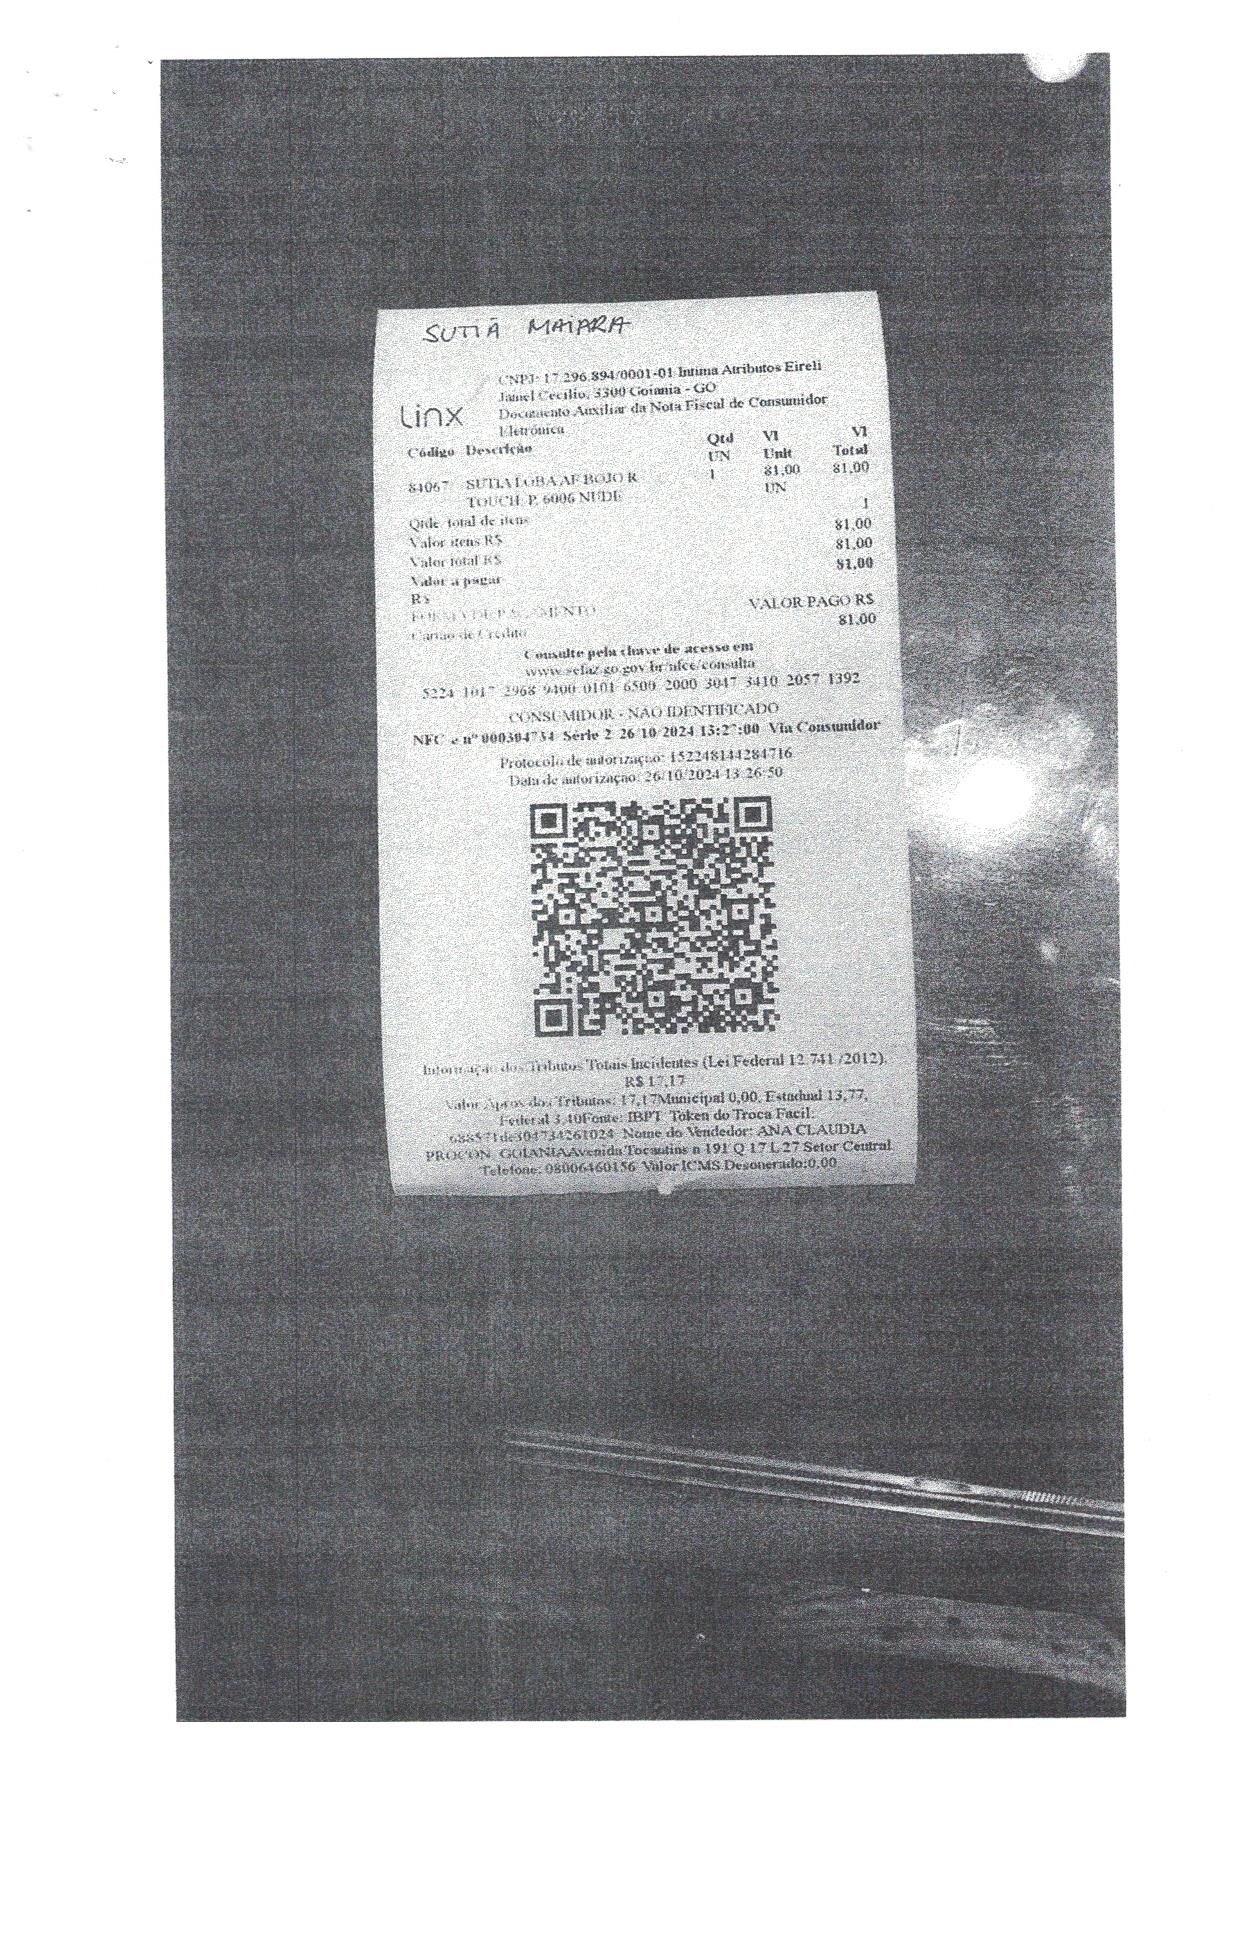 SUTIÃ MAIARA
CNPJ: 17.296.894/0001-01 Intima Atributos Eireli
Jamel Cecilio, 3300 Goiania - GO
Linx
Documento Auxiliar da Nota Fiscal de Consumidor
Eletrônica
Código Descrição Qtd UN Vl Unit Vl Total
84067 SUTIA LOBA AF BOJO R 1 81,00 81,00
TOUCH. P. 6006 NUDE UN
Qtde. total de itens 1
Valor itens R$ 81,00
Valor total R$ 81,00
Valor a pagar 81,00
R$
FORMA DE PAGAMENTO VALOR PAGO R$
Cartão de Crédito 81,00
Consulte pela chave de acesso em
www.sefaz.go.gov.br/nfce/consulta
5224 1017 2968 9400 0101 6500 2000 3047 3410 2057 1392
CONSUMIDOR - NÃO IDENTIFICADO
NFC-e nº 000304734 Série 2 26/10/2024 13:27:00 Via Consumidor
Protocolo de autorização: 152248144284716
Data de autorização: 26/10/2024 13:26:50
Informação dos Tributos Totais Incidentes (Lei Federal 12.741 /2012).
R$ 17,17
Valor Aprox dos Tributos: 17,17Municipal 0,00, Estadual 13,77,
Federal 3,40Fonte: IBPT Token do Troca Facil:
Nome do Vendedor: ANA CLAUDIA
PROCON GOIANIAAvenida Tocantins n 191 Q 17 L 27 Setor Central.
Telefone: 08006460156 Valor ICMS Desonerado:0,00